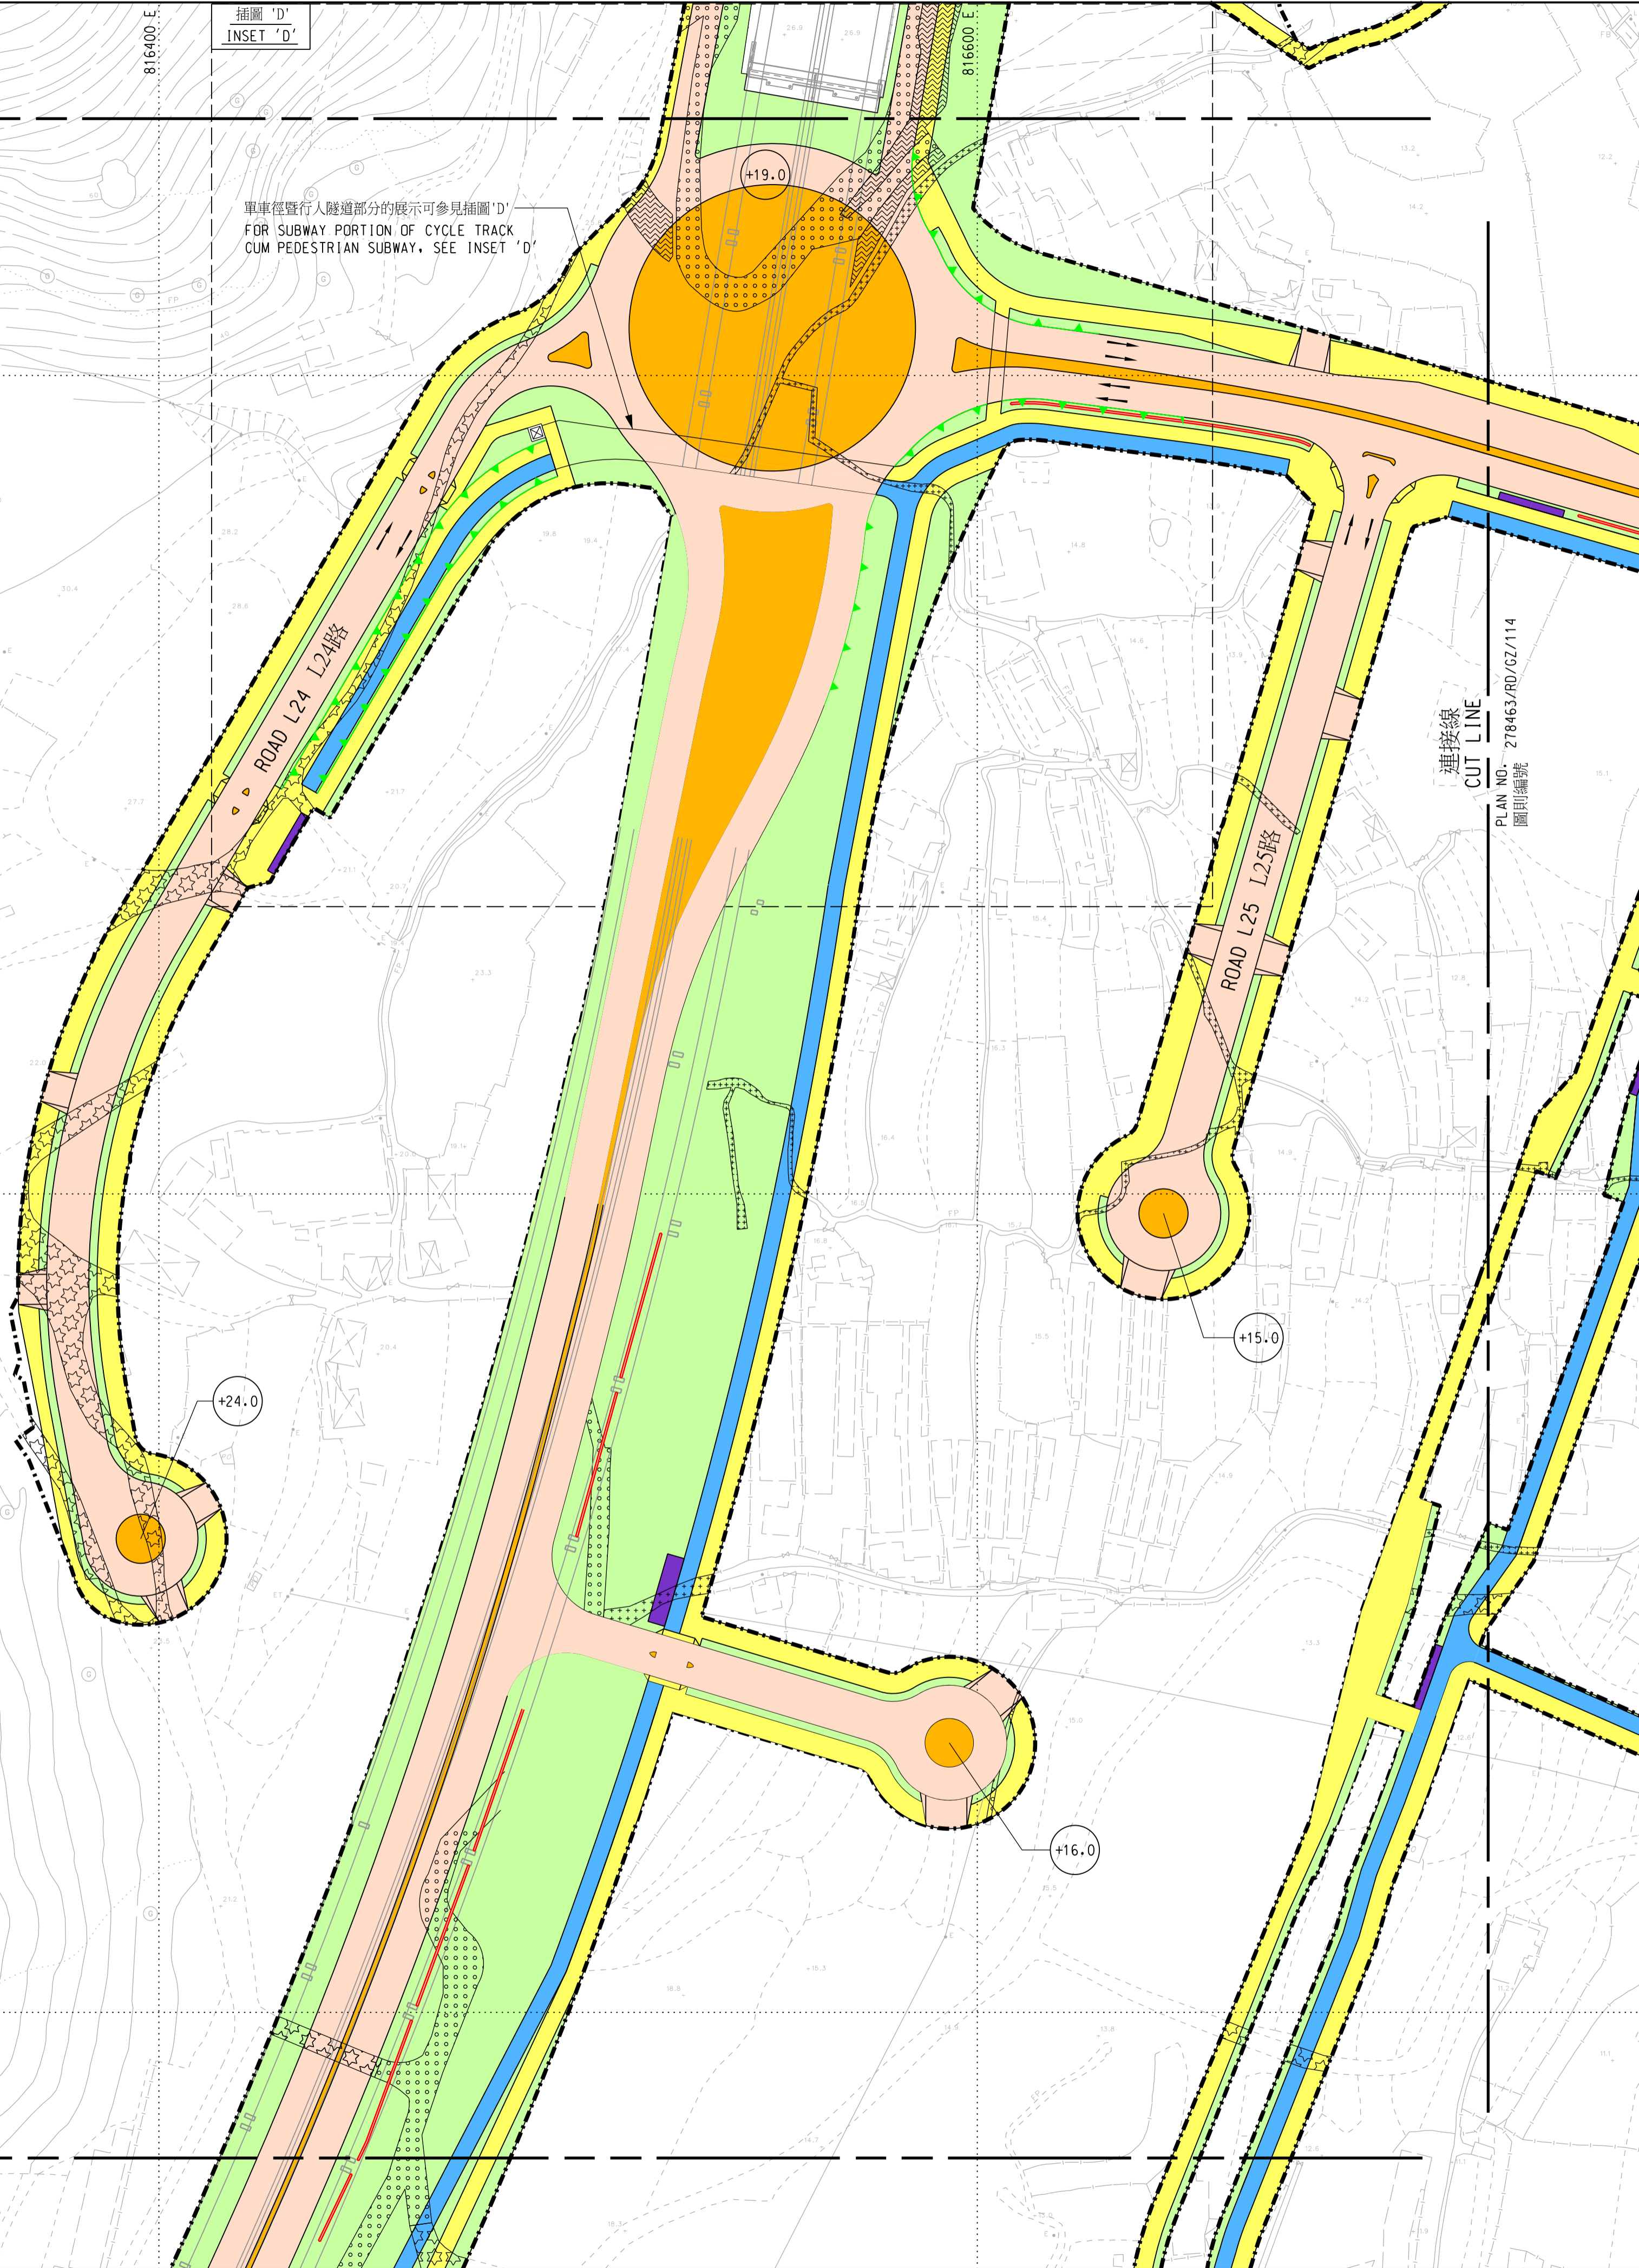 插圖 'D'
INSET 'D'
816400 E
816600 E
+19.0
單車徑暨行人隧道部分的展示可參見插圖'D'
FOR SUBWAY PORTION OF CYCLE TRACK
CUM PEDESTRIAN SUBWAY, SEE INSET 'D'
ROAD L24 L24路
ROAD L25 L25路
連接線
CUT LINE
PLAN NO. 278463/RD/GZ/114
圖則編號
+15.0
+24.0
+16.0